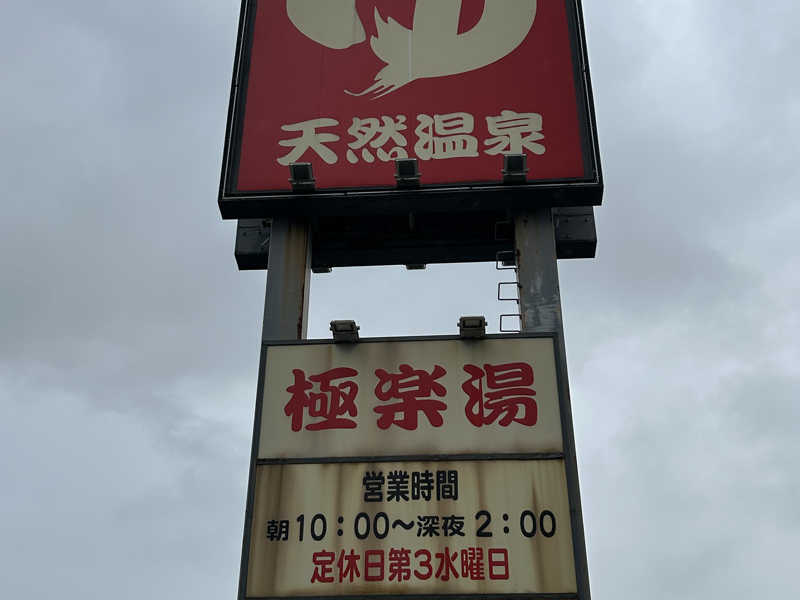 天然温泉
極楽湯
営業時間
朝10：00～深夜2：00
定休日第3水曜日